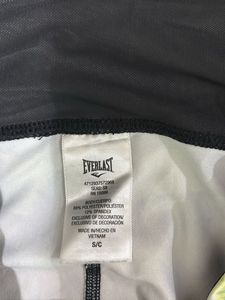 EVERLAST
BODY/CUERPO
88% POLYESTER/POLIÉSTER
12% SPANDEX
EXCLUSIVE OF DECORATION/
EXCLUSIVO DE DECORACIÓN
MADE IN/HECHO EN
VIETNAM
S/C